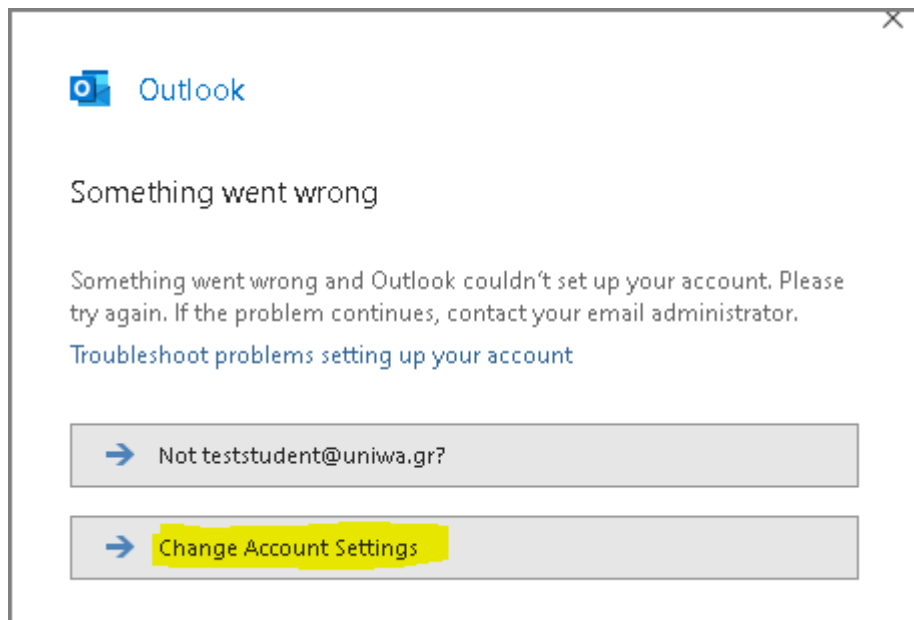 Outlook
Something went wrong
Something went wrong and Outlook couldn't set up your account. Please
try again. If the problem continues, contact your email administrator.
Troubleshoot problems setting up your account
Not teststudent@uniwa.gr?
Change Account Settings